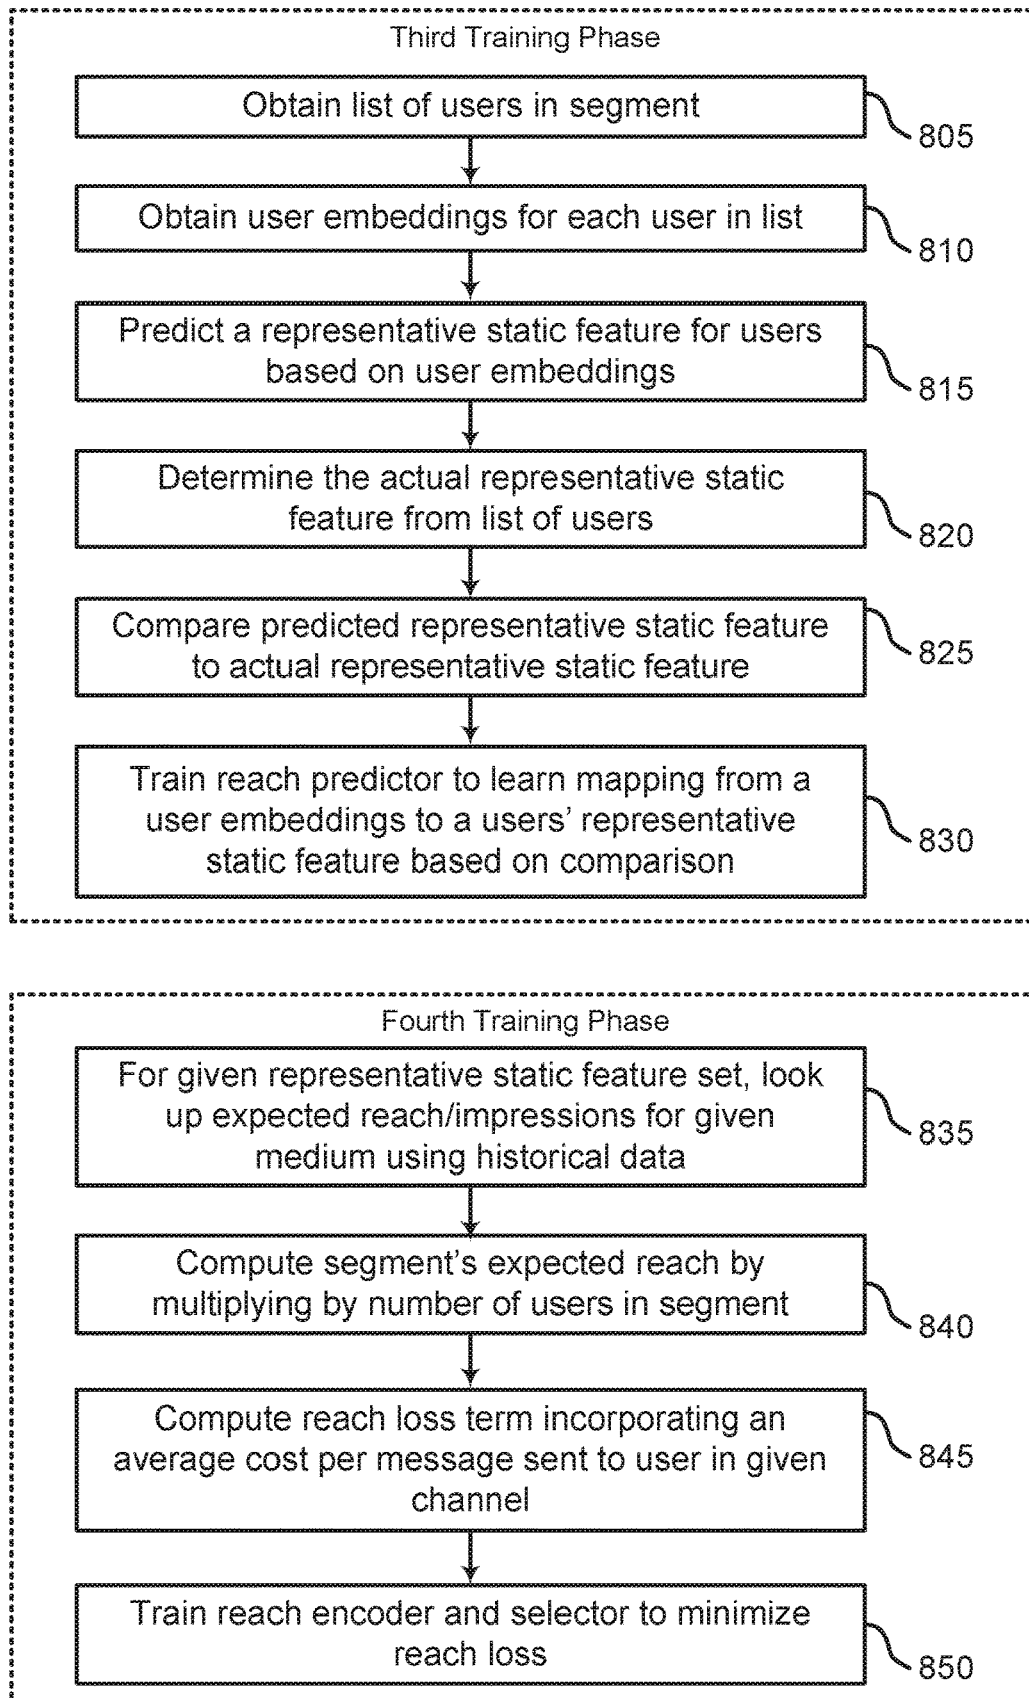 Third Training Phase
Obtain list of users in segment
805
Obtain user embeddings for each user in list
810
Predict a representative static feature for users
based on user embeddings
815
Determine the actual representative static
feature from list of users
820
Compare predicted representative static feature
to actual representative static feature
825
Train reach predictor to learn mapping from a
user embeddings to a users’ representative
static feature based on comparison
830
Fourth Training Phase
For given representative static feature set, look
up expected reach/impressions for given
medium using historical data
835
Compute segment’s expected reach by
multiplying by number of users in segment
840
Compute reach loss term incorporating an
average cost per message sent to user in given
channel
845
Train reach encoder and selector to minimize
reach loss
850